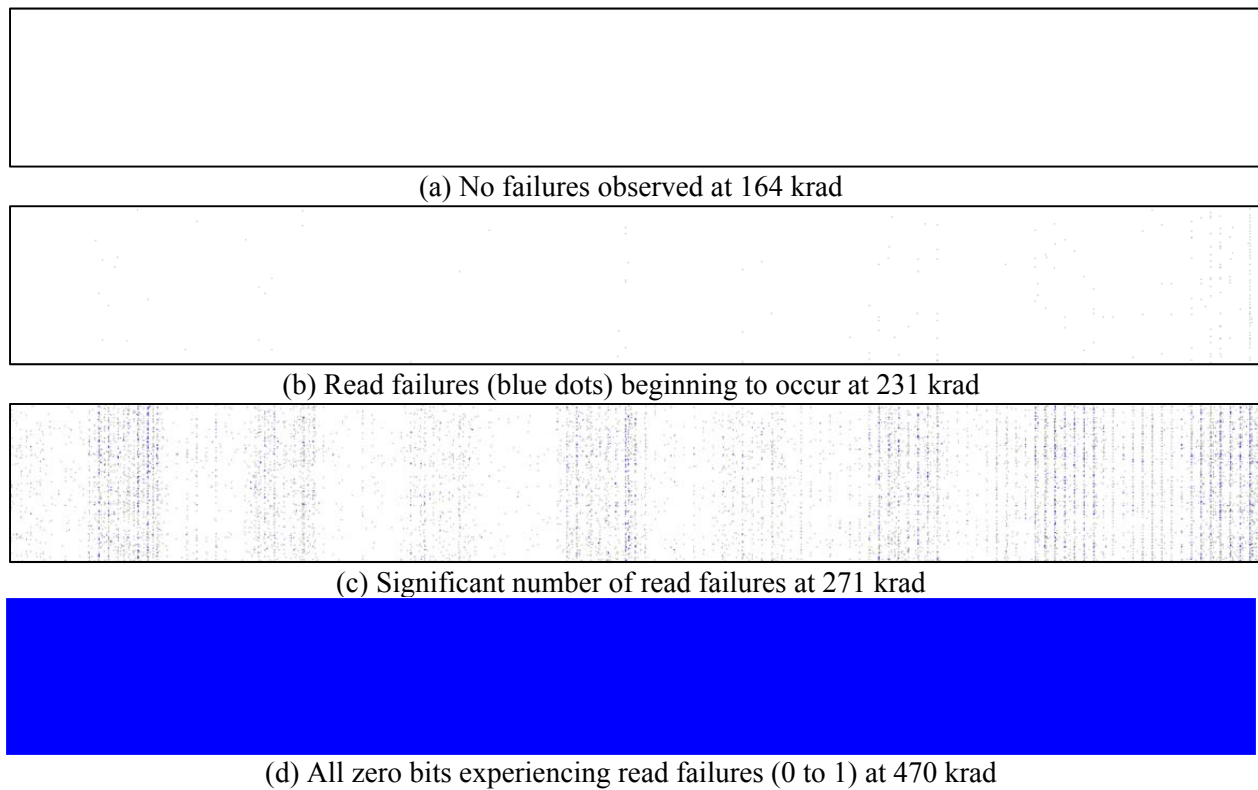 (a) No failures observed at 164 krad
(b) Read failures (blue dots) beginning to occur at 231 krad
(c) Significant number of read failures at 271 krad
(d) All zero bits experiencing read failures (0 to 1) at 470 krad